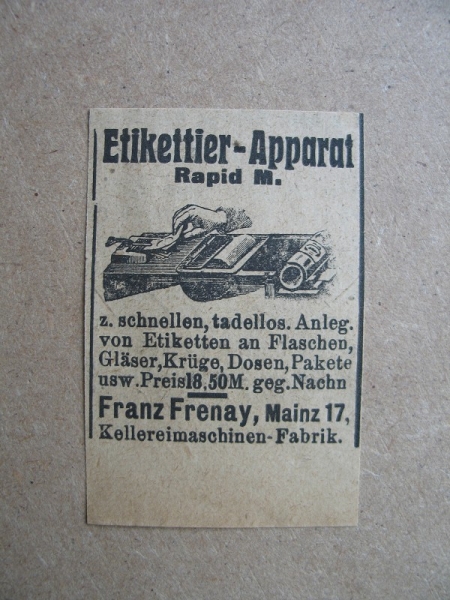 Etikettier-Apparat
Rapid M.
z. schnellen, tadellos. Anleg.
von Etiketten an Flaschen,
Gläser, Krüge, Dosen, Pakete
usw. Preis 18,50 M. geg. Nachn
Franz Frenay, Mainz 17,
Kellereimaschinen-Fabrik.